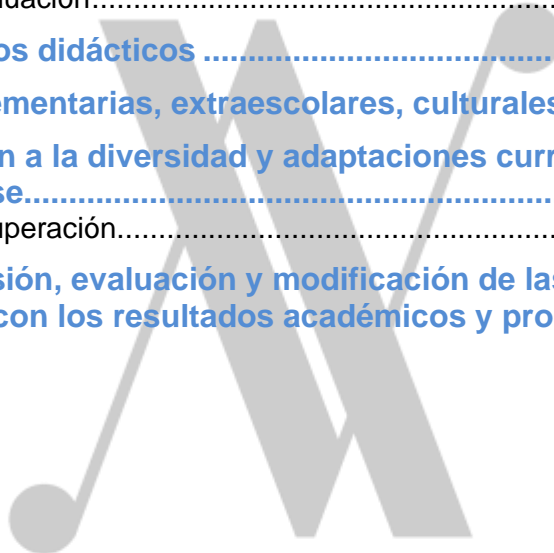 uación..........................................................
os didácticos ............................................
ementarias, extraescolares, culturales
n a la diversidad y adaptaciones curr
se.................................................................
uperación......................................................
sión, evaluación y modificación de las
con los resultados académicos y pro